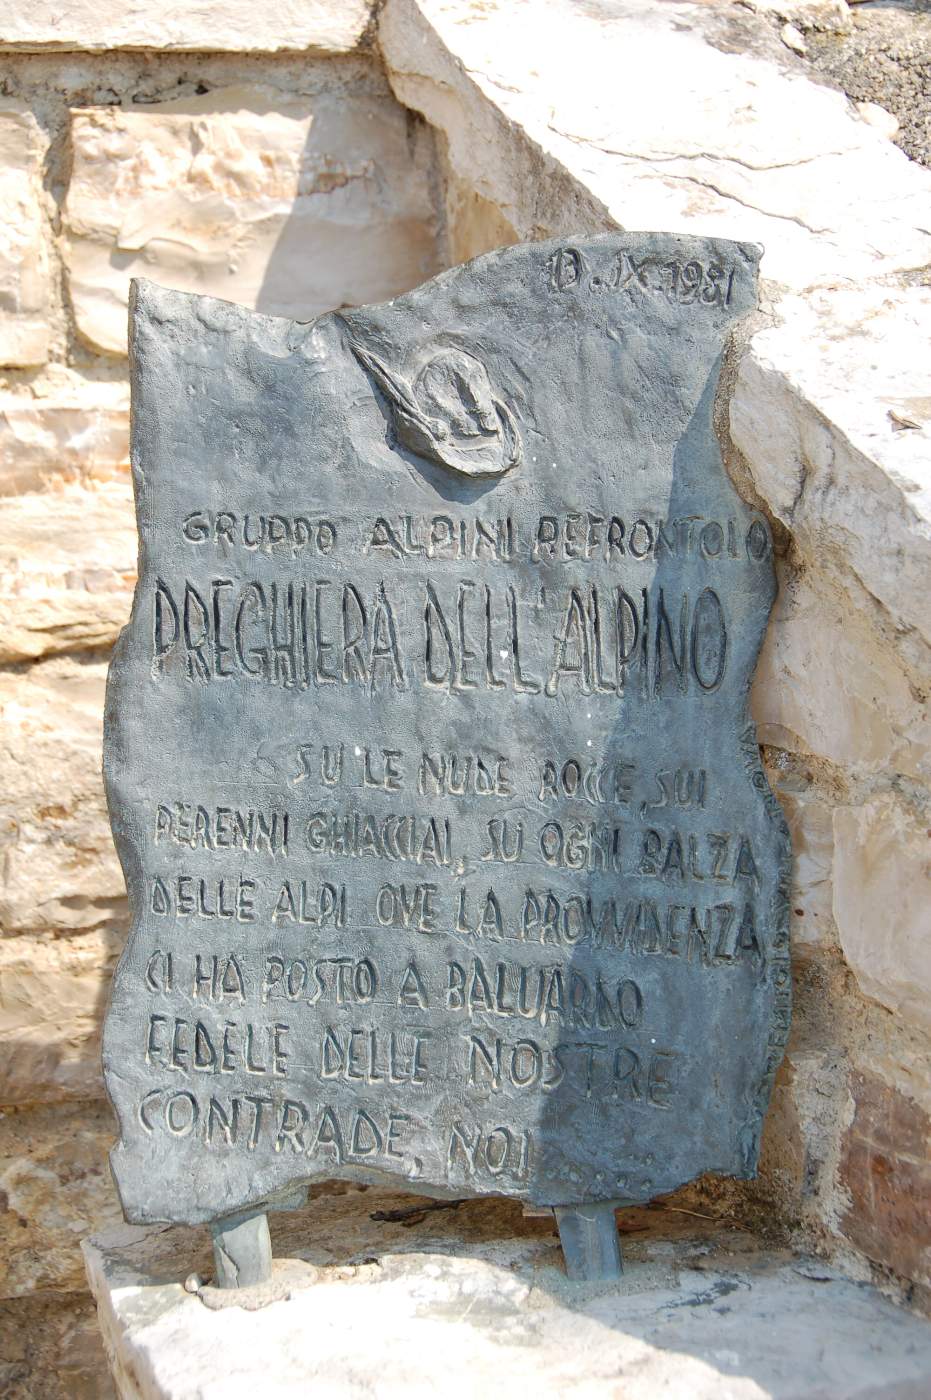 D. IX 1981
GRUPPO ALPINI REFRONTOLO
PREGHIERA DELL'ALPINO
SU LE NUDE ROCCE, SUI
PERENNI GHIACCIAI, SU OGNI BALZA
DELLE ALPI OVE LA PROVVIDENZA
CI HA POSTO A BALUARDO
FEDELE DELLE NOSTRE
CONTRADE, NOI